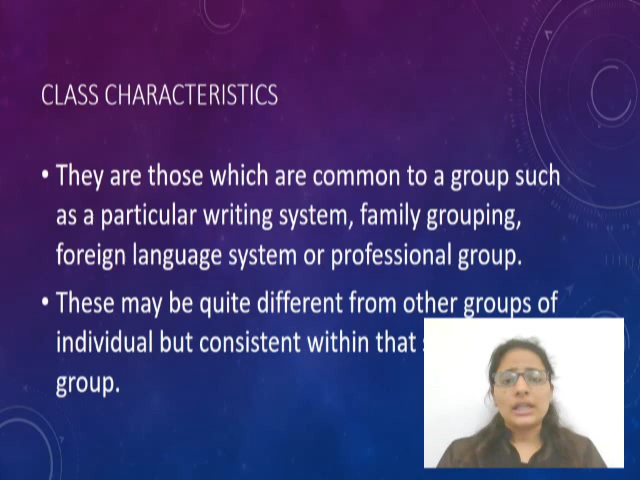 CLASS CHARACTERISTICS
• They are those which are common to a group such
as a particular writing system, family grouping,
foreign language system or professional group.
• These may be quite different from other groups of
individual but consistent within that
group.